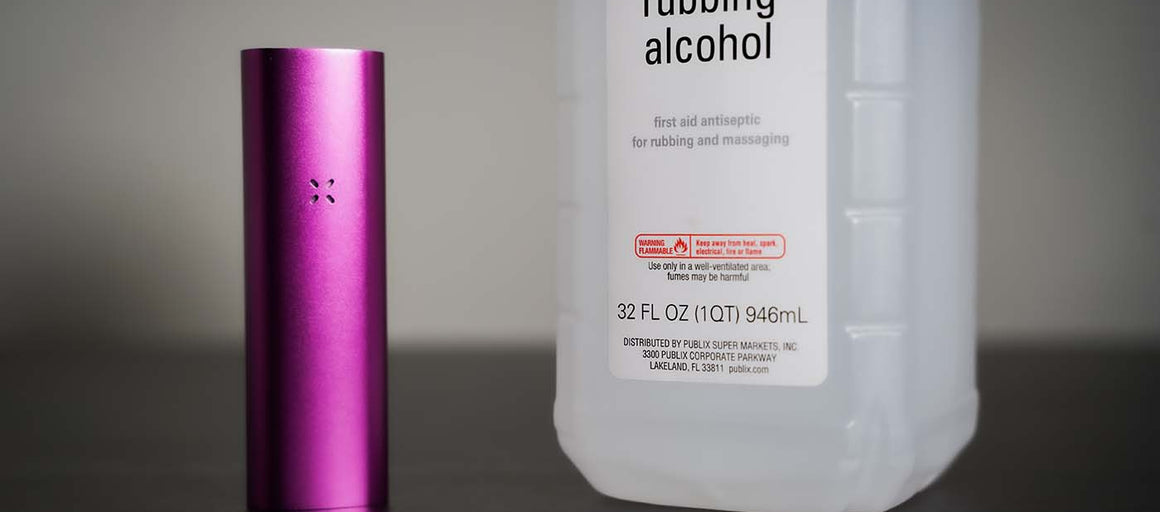 rubbing
alcohol
first aid antiseptic
for rubbing and massaging
WARNING
FLAMMABLE
Keep away from heat, spark,
electrical, fire or flame
Use only in a well-ventilated area,
fumes may be harmful
32 FL OZ (1QT) 946mL
DISTRIBUTED BY PUBLIX SUPER MARKETS, INC.
3300 PUBLIX CORPORATE PARKWAY
LAKELAND, FL 33811 publix.com